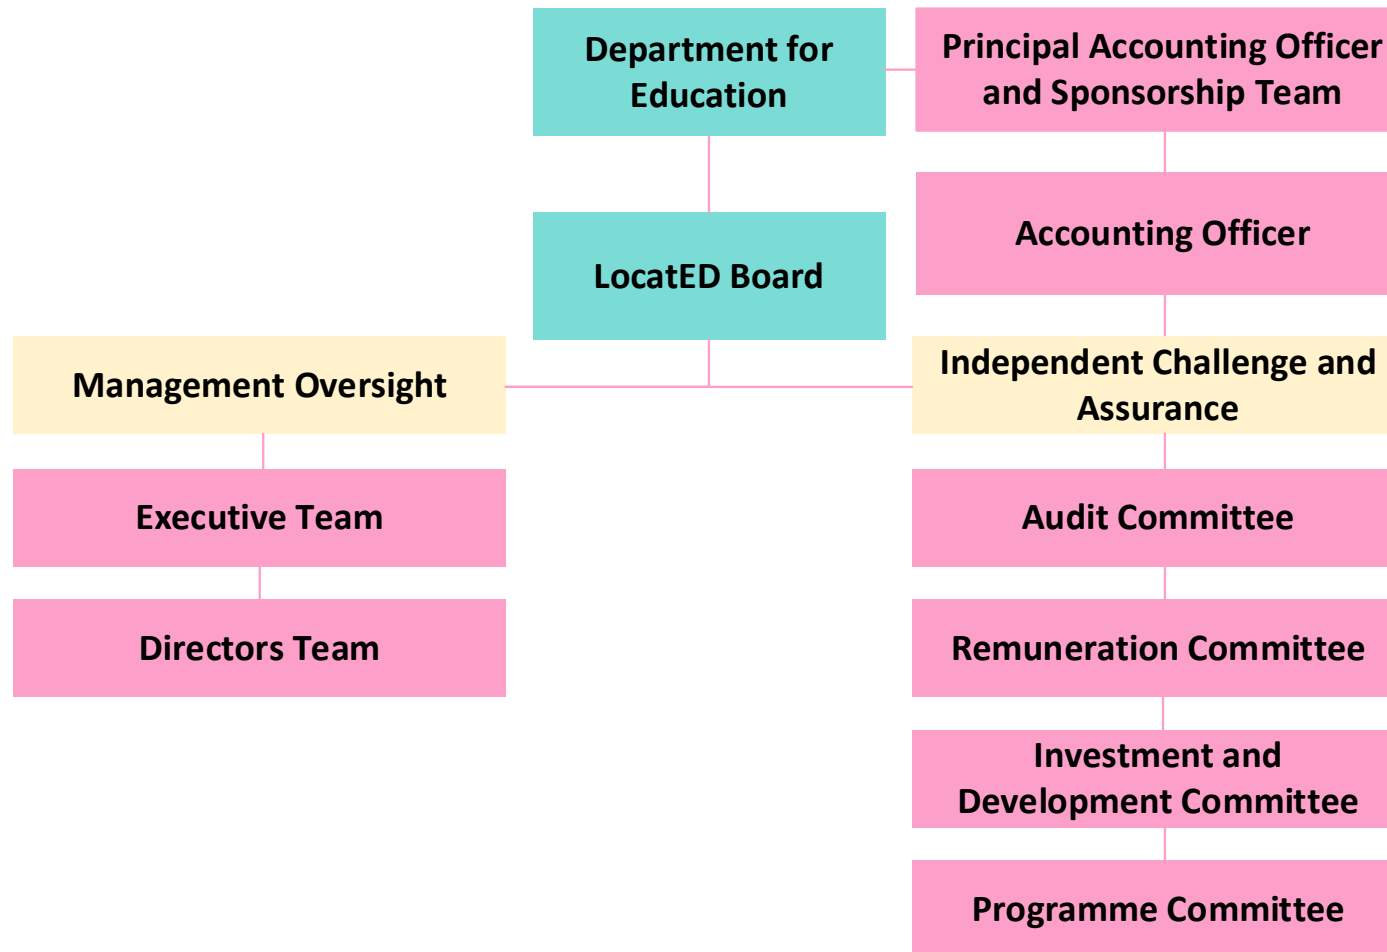 Department for
Education
Principal Accounting Officer
and Sponsorship Team
Accounting Officer
LocatED Board
Management Oversight
Independent Challenge and
Assurance
Executive Team
Audit Committee
Directors Team
Remuneration Committee
Investment and
Development Committee
Programme Committee